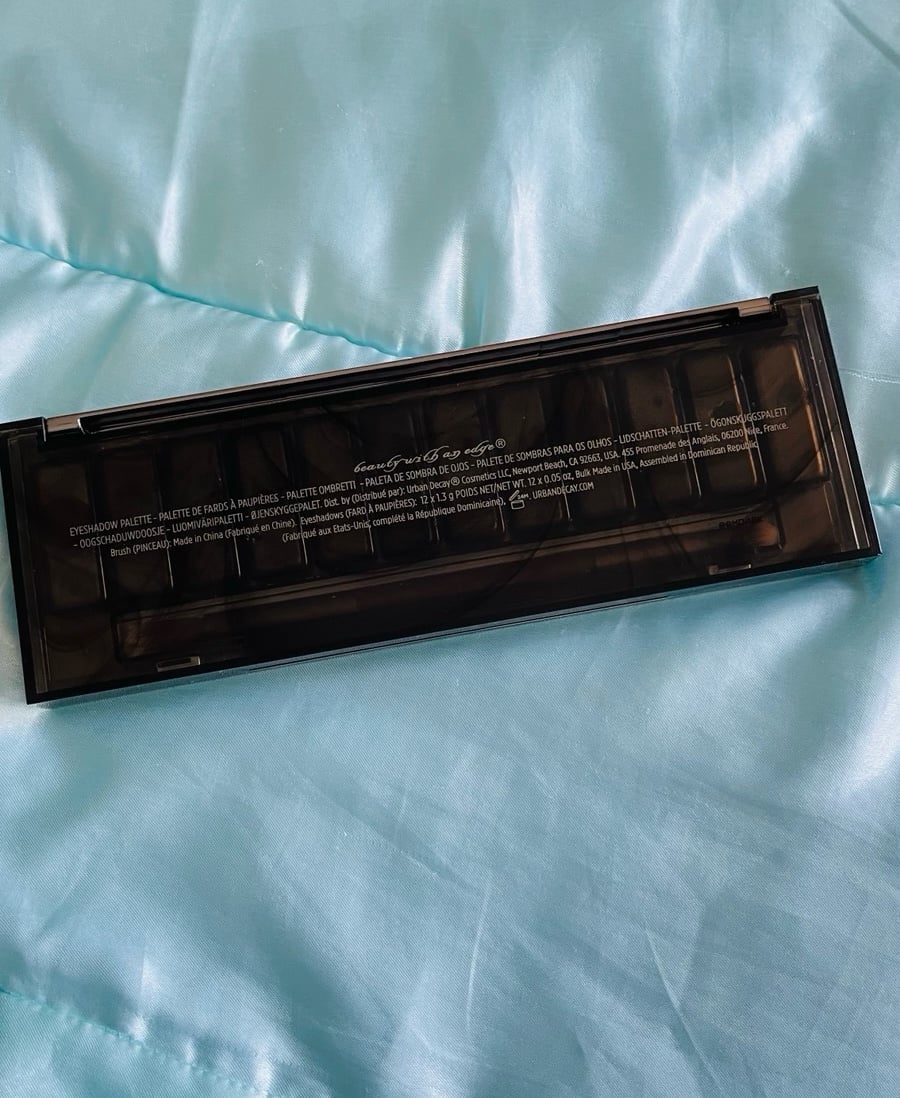 beauty with an edge®
EYESHADOW PALETTE - PALETTE DE FARDS À PAUPIÈRES - PALETTE OMBRETTI - PALETA DE SOMBRA DE OJOS - PALETE DE SOMBRAS PARA OS OLHOS - LIDSCHATTEN-PALETTE - ÖGONSKUGGSPALETT
- OOGSCHADUWDOOSJE - LUOMIVÄRIPALETTI - ØJENSKYGGEPALET. Dist. by (Distribué par): Urban Decay® Cosmetics LLC, Newport Beach, CA 92663, USA. 455 Promenade des Anglais, 06200 Nice, France.
Brush (PINCEAU): Made in China (Fabriqué en Chine). Eyeshadows (FARD À PAUPIÈRES): 12 x 1.3 g POIDS NET/NET WT. 12 x 0.05 oz, Bulk Made in USA, Assembled in Dominican Republic
(Fabriqué aux Etats-Unis, complété la République Dominicaine), 24M, URBANDECAY.COM